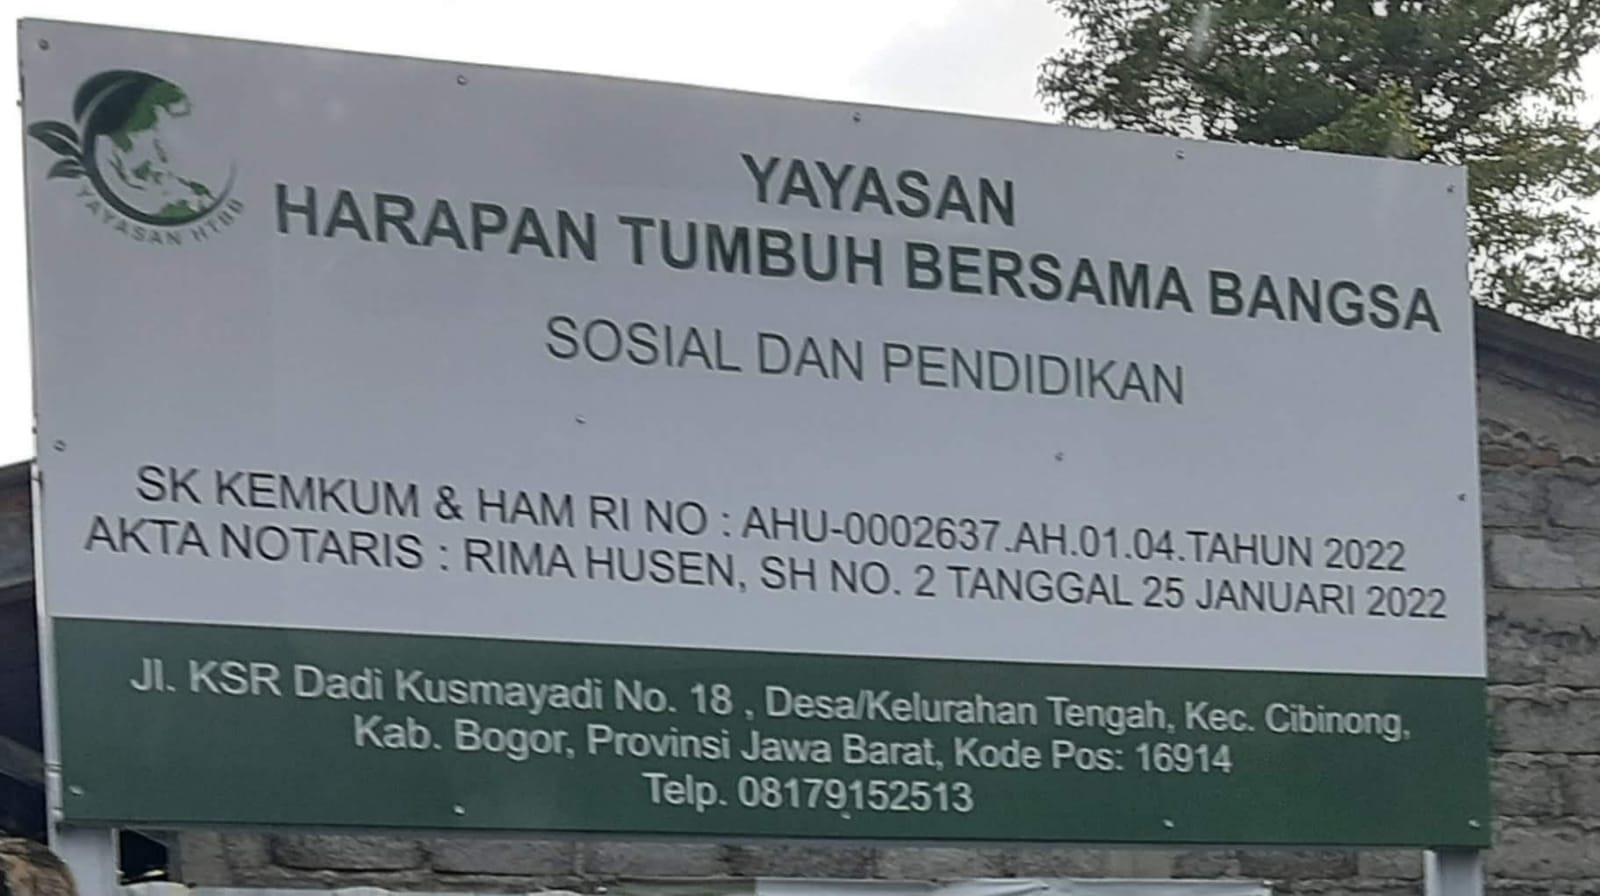 YAYASAN HTBB
YAYASAN
HARAPAN TUMBUH BERSAMA BANGSA
SOSIAL DAN PENDIDIKAN
SK KEMKUM & HAM RI NO : AHU-0002637.AH.01.04.TAHUN 2022
AKTA NOTARIS : RIMA HUSEN, SH NO. 2 TANGGAL 25 JANUARI 2022
Jl. KSR Dadi Kusmayadi No. 18 , Desa/Kelurahan Tengah, Kec. Cibinong,
Kab. Bogor, Provinsi Jawa Barat, Kode Pos: 16914
Telp. 08179152513